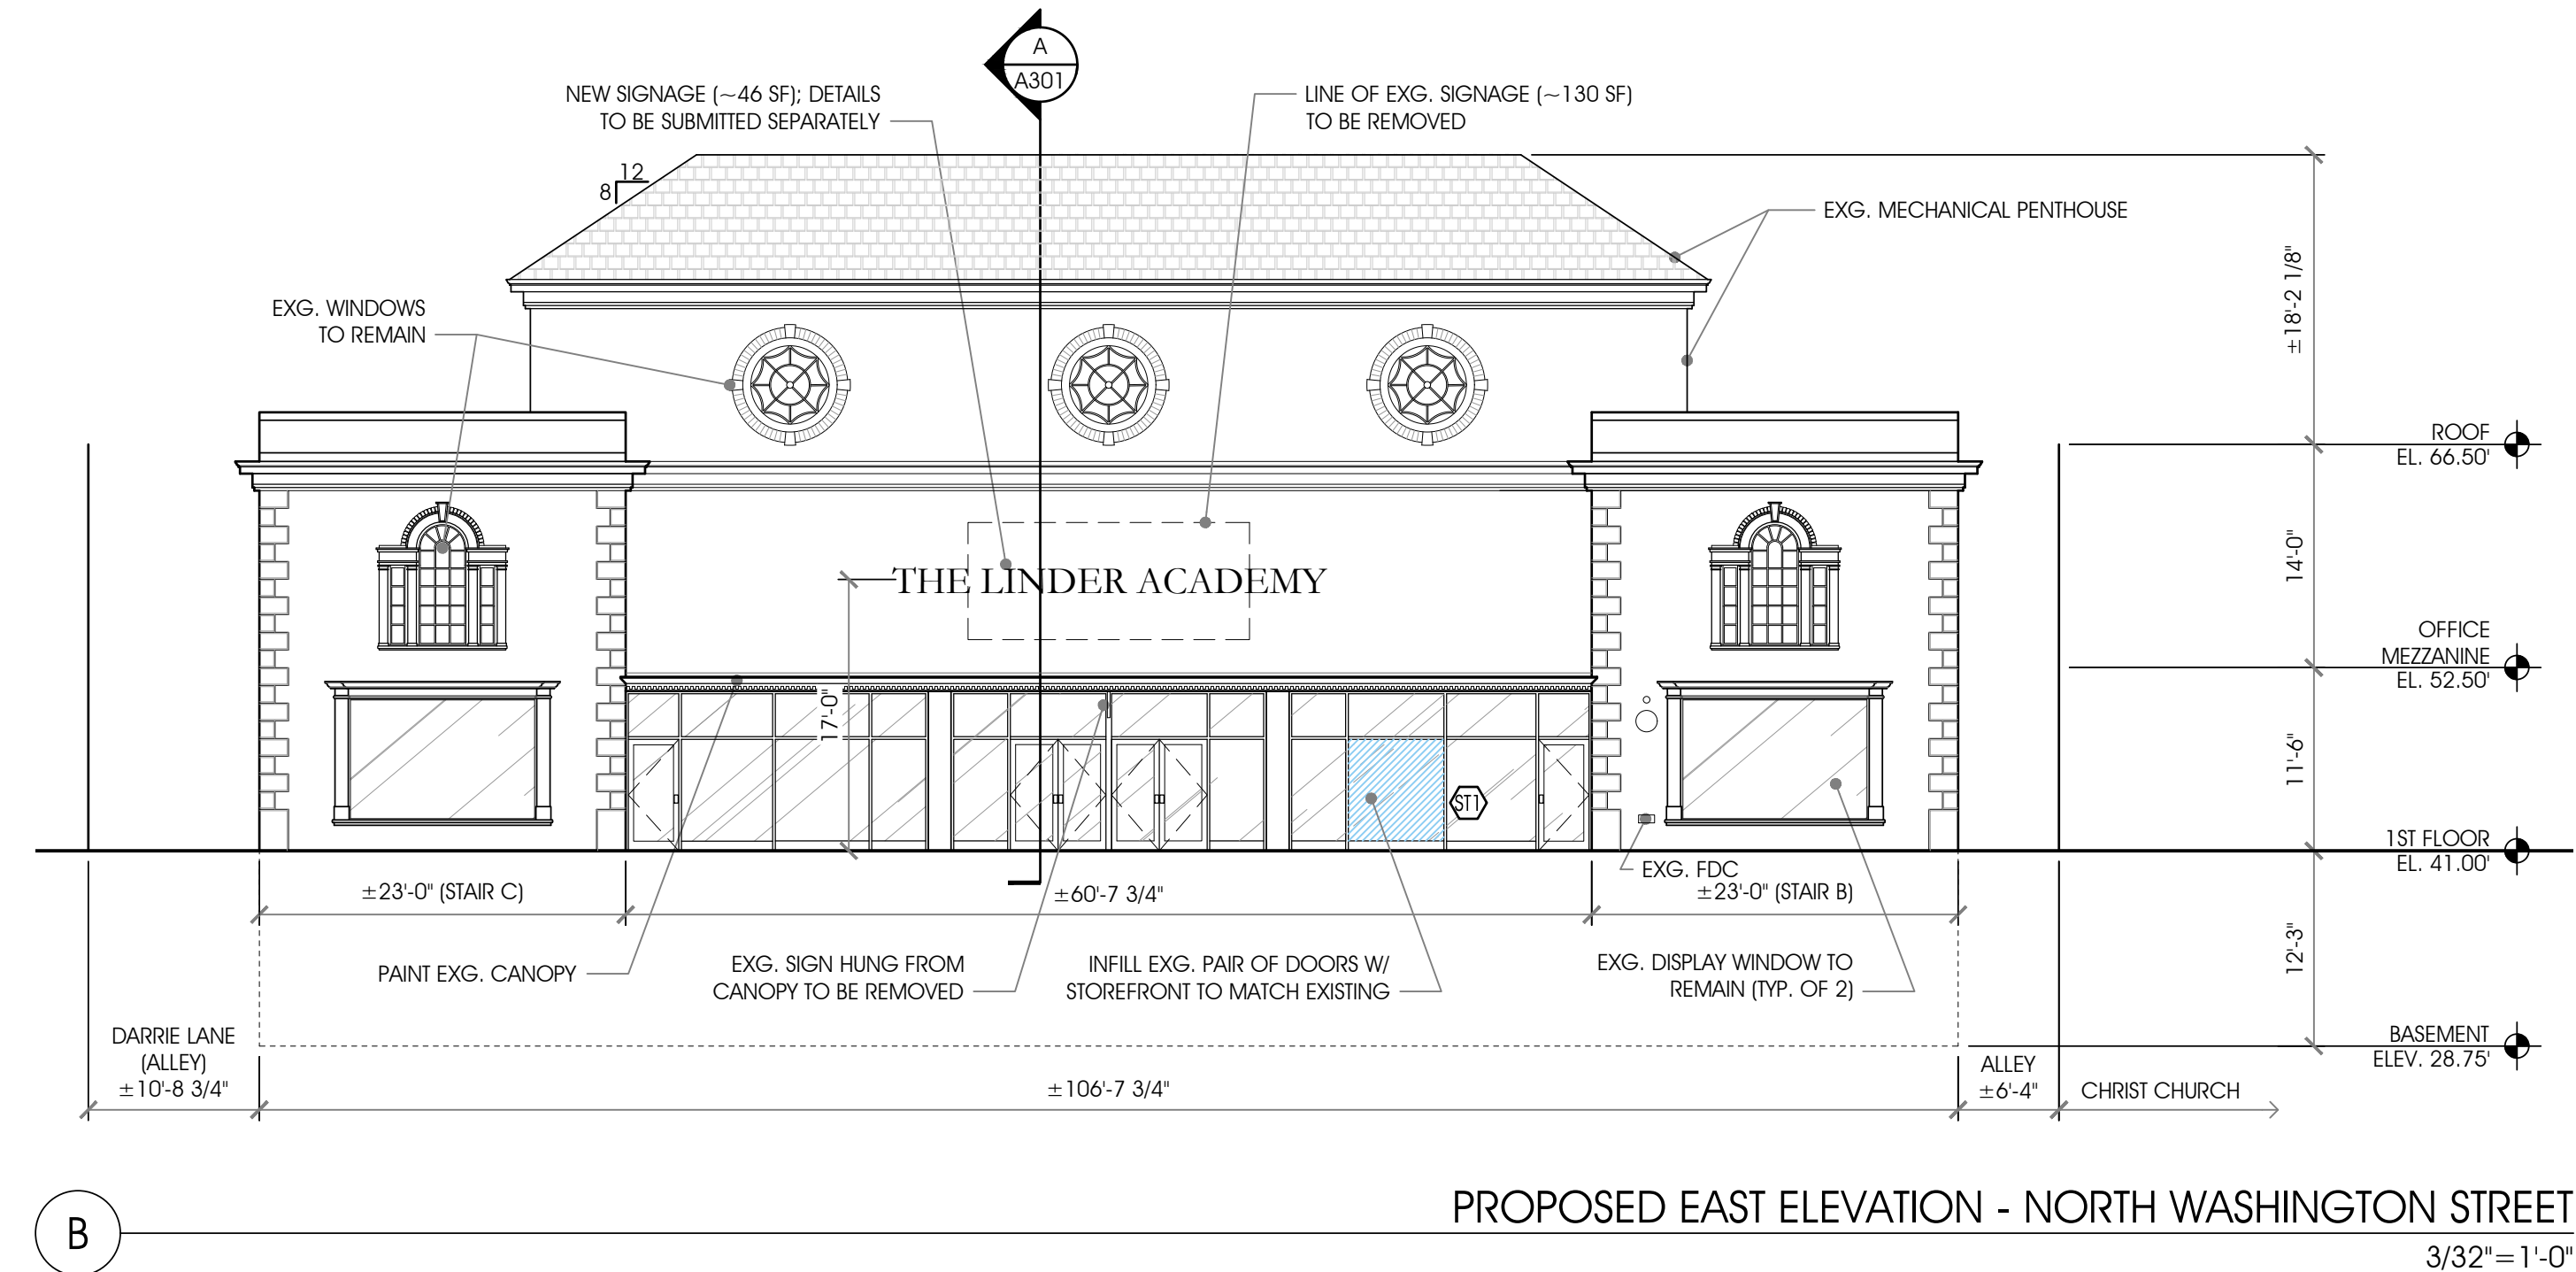 A
A301
NEW SIGNAGE (~46 SF); DETAILS
TO BE SUBMITTED SEPARATELY
LINE OF EXG. SIGNAGE (~130 SF)
TO BE REMOVED
12
8
EXG. MECHANICAL PENTHOUSE
±18'-2 1/8"
EXG. WINDOWS
TO REMAIN
ROOF
EL. 66.50'
14'-0"
THE LINDER ACADEMY
OFFICE
MEZZANINE
EL. 52.50'
17'-0"
11'-6"
ST1
1ST FLOOR
EL. 41.00'
EXG. FDC
±23'-0" (STAIR C)
±60'-7 3/4"
±23'-0" (STAIR B)
12'-3"
PAINT EXG. CANOPY
EXG. SIGN HUNG FROM
CANOPY TO BE REMOVED
INFILL EXG. PAIR OF DOORS W/
STOREFRONT TO MATCH EXISTING
EXG. DISPLAY WINDOW TO
REMAIN (TYP. OF 2)
DARRIE LANE
(ALLEY)
±10'-8 3/4"
BASEMENT
ELEV. 28.75'
±106'-7 3/4"
ALLEY
±6'-4"
CHRIST CHURCH
B
PROPOSED EAST ELEVATION - NORTH WASHINGTON STREET
3/32"=1'-0"